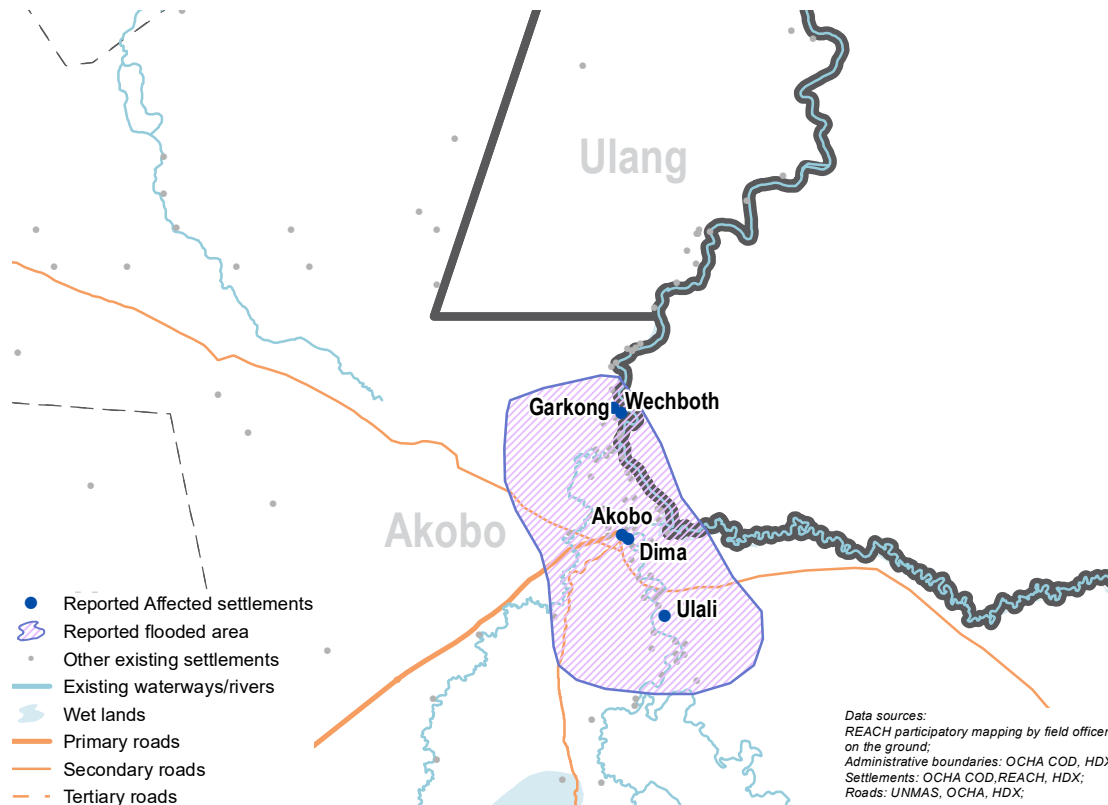 Ulang
Garkong
Wechboth
Akobo
Akobo
Dima
Ulali
Reported Affected settlements
Reported flooded area
Other existing settlements
Existing waterways/rivers
Wet lands
Primary roads
Secondary roads
Tertiary roads
Data sources:
REACH participatory mapping by field officer
on the ground;
Administrative boundaries: OCHA COD, HDX
Settlements: OCHA COD,REACH, HDX;
Roads: UNMAS, OCHA, HDX;